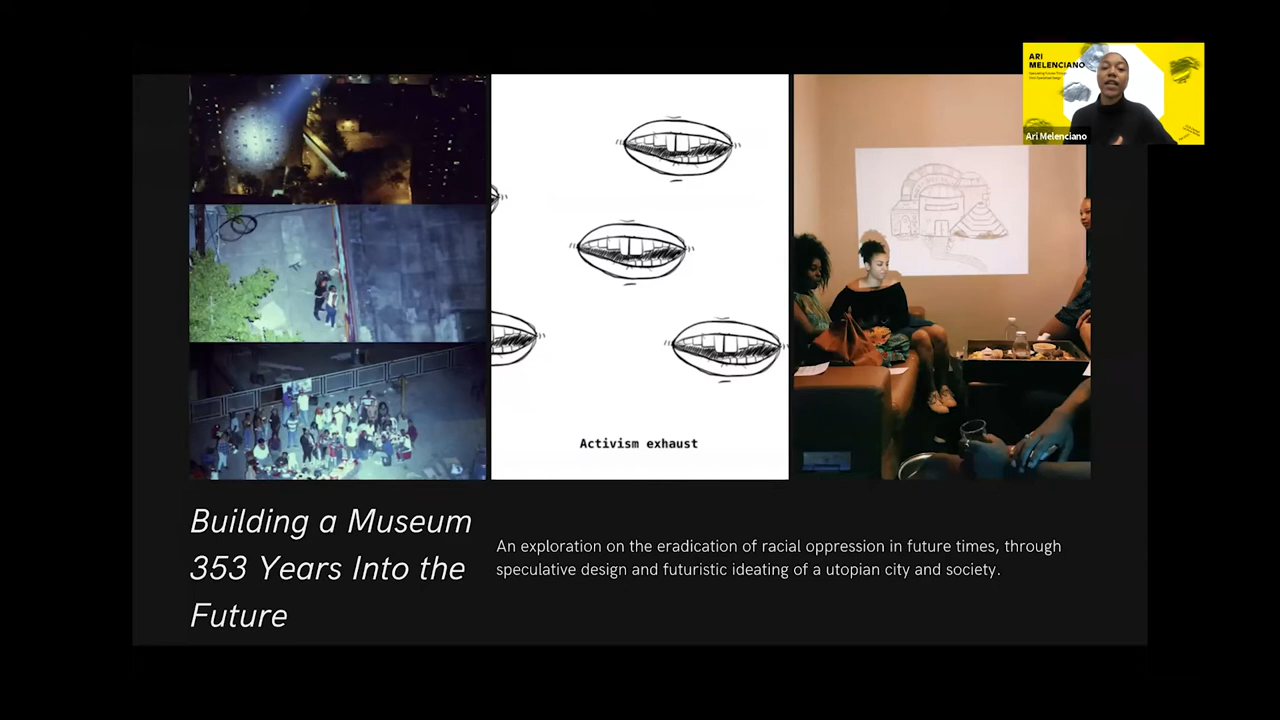 ARI
MELENCIANO
Ari Melenciano
Activism exhaust
Building a Museum
353 Years Into the
Future
An exploration on the eradication of racial oppression in future times, through
speculative design and futuristic ideating of a utopian city and society.